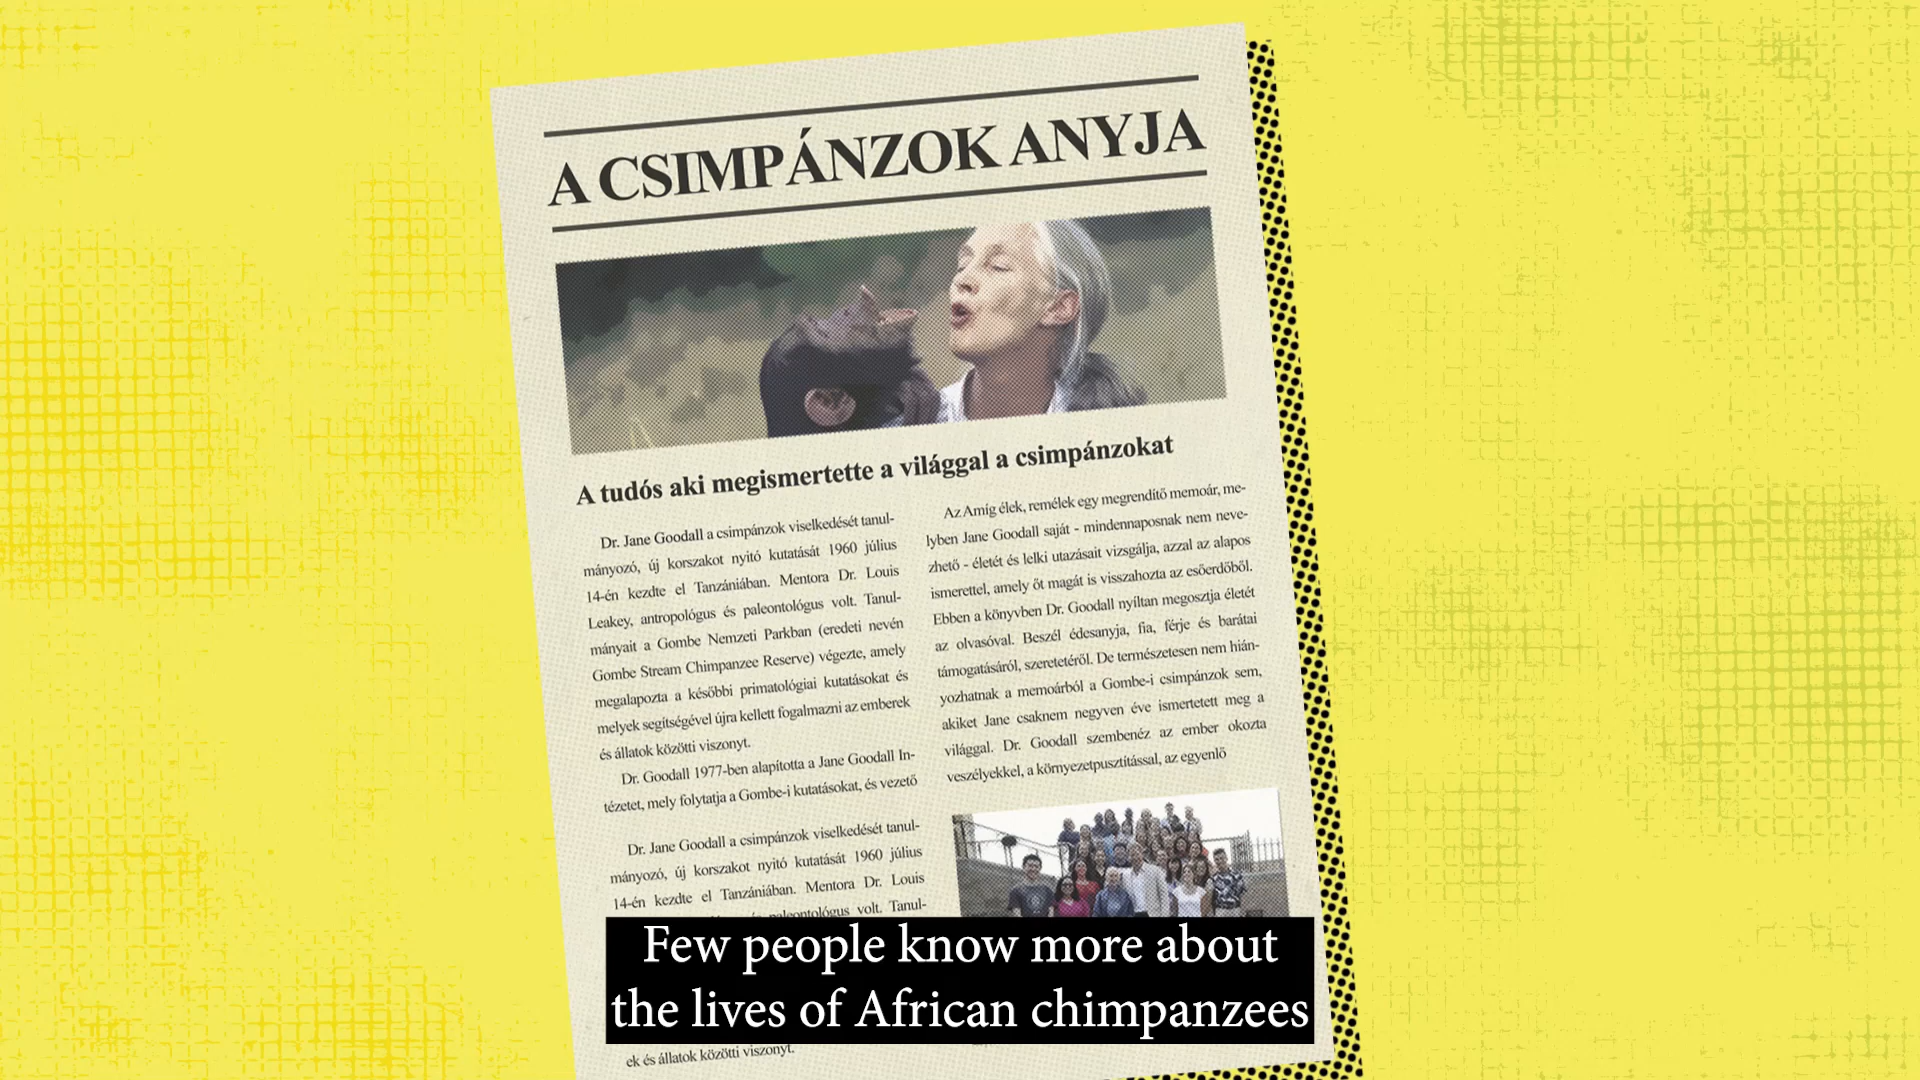 A CSIMPÁNZOK ANYJA
A tudós aki megismertette a világgal a csimpánzokat
Dr. Jane Goodall a csimpánzok viselkedését tanul-
mányozó, új korszakot nyitó kutatását 1960 július
14-én kezdte el Tanzániában. Mentora Dr. Louis
Leakey, antropológus és paleontológus volt. Tanul-
mányait a Gombe Nemzeti Parkban (eredeti nevén
Gombe Stream Chimpanzee Reserve) végezte, amely
megalapozta a későbbi primatológiai kutatásokat és
melyek segítségével újra kellett fogalmazni az emberek
és állatok közötti viszonyt.
Dr. Goodall 1977-ben alapította a Jane Goodall In-
tézetet, mely folytatja a Gombe-i kutatásokat, és vezető
Dr. Jane Goodall a csimpánzok viselkedését tanul-
mányozó, új korszakot nyitó kutatását 1960 július
14-én kezdte el Tanzániában. Mentora Dr. Louis
és paleontológus volt. Tanul-
ek és állatok közötti viszonyt.
Az Amíg élek, remélek egy megrendítő memoár, me-
lyben Jane Goodall saját - mindennaposnak nem neve-
zhető - életét és lelki utazásait vizsgálja, azzal az alapos
ismerettel, amely őt magát is visszahozta az esőerdőből.
Ebben a könyvben Dr. Goodall nyíltan megosztja életét
az olvasóval. Beszél édesanyja, fia, férje és barátai
támogatásáról, szeretetéről. De természetesen nem hián-
yozhatnak a memoárból a Gombe-i csimpánzok sem,
akiket Jane csaknem negyven éve ismertetett meg a
világgal. Dr. Goodall szembenéz az ember okozta
veszélyekkel, a környezetpusztítással, az egyenlő
Few people know more about
the lives of African chimpanzees